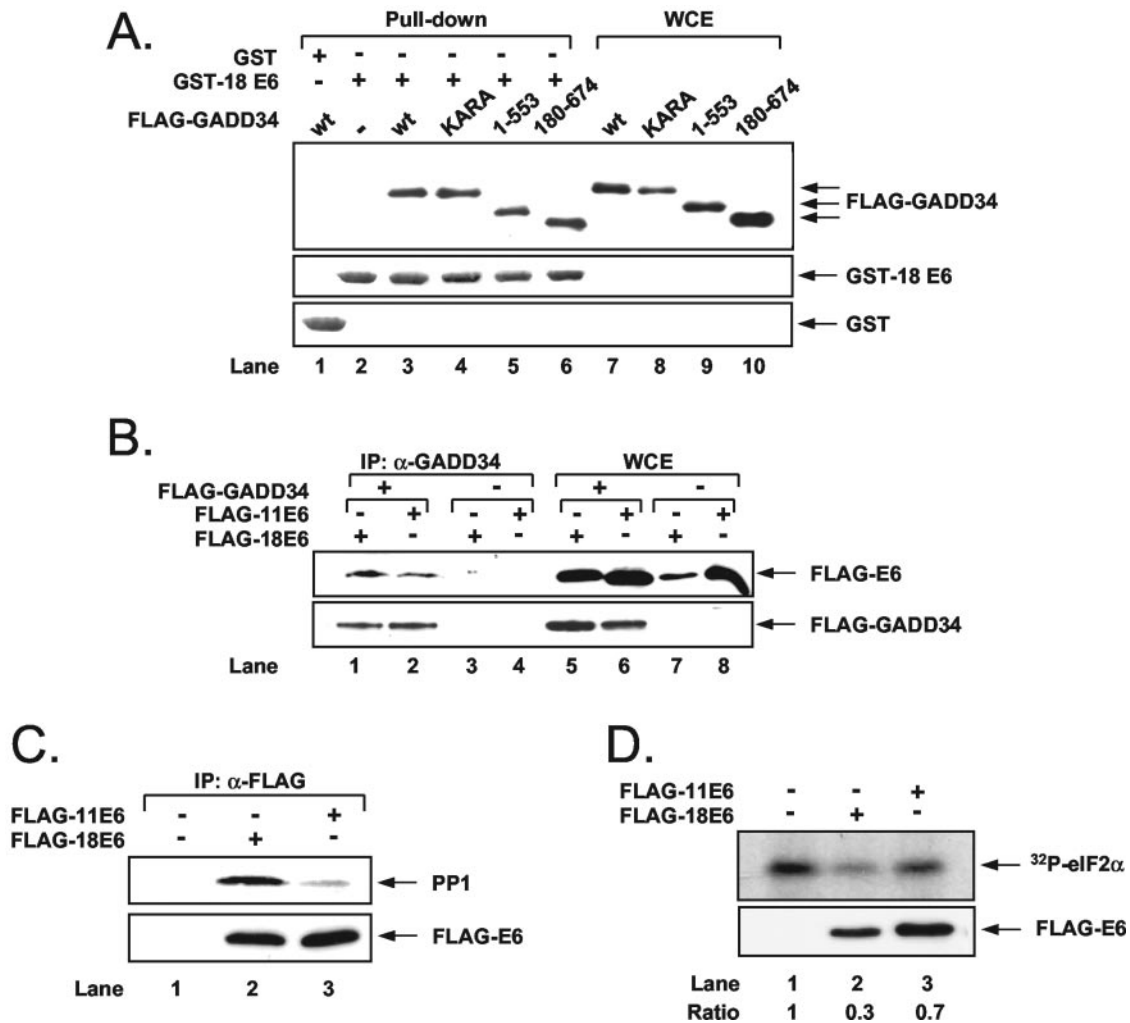 A.
Pull-down WCE
GST + - - - - -
GST-18 E6 - + + + + +
FLAG-GADD34 wt - wt KARA 1-553 180-674 wt KARA 1-553 180-674
FLAG-GADD34
GST-18 E6
GST
Lane 1 2 3 4 5 6 7 8 9 10
B.
IP: α-GADD34 WCE
FLAG-GADD34 + - + -
FLAG-11E6 - + - + - + - +
FLAG-18E6 + - + - + - + -
FLAG-E6
FLAG-GADD34
Lane 1 2 3 4 5 6 7 8
C.
IP: α-FLAG
FLAG-11E6 - - +
FLAG-18E6 - + -
PP1
FLAG-E6
Lane 1 2 3
D.
FLAG-11E6 - - +
FLAG-18E6 - + -
³²P-eIF2α
FLAG-E6
Lane 1 2 3
Ratio 1 0.3 0.7